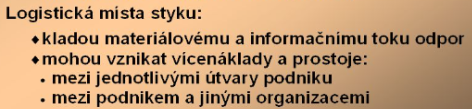 Logistická místa styku:
♦kladou materiálovému a informačnímu toku odpor
♦mohou vznikat vícenáklady a prostoje:
• mezi jednotlivými útvary podniku
• mezi podnikem a jinými organizacemi